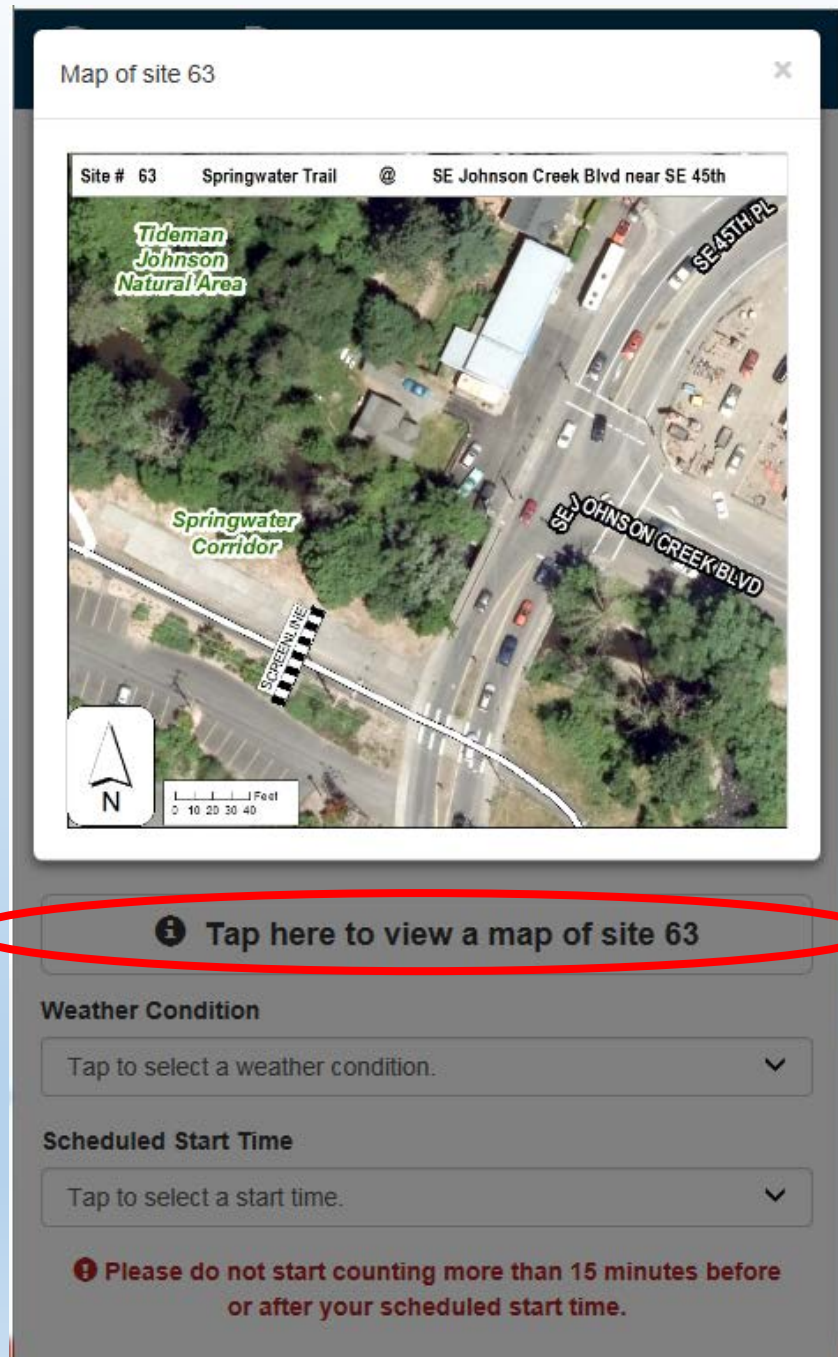 Map of site 63 ×
Site # 63 Springwater Trail @ SE Johnson Creek Blvd near SE 45th
SE 45TH PL
Tideman
Johnson
Natural Area
Springwater
Corridor
SE JOHNSON CREEK BLVD
SCREENLINE
N
Feet
0 10 20 30 40
Tap here to view a map of site 63
Weather Condition
Tap to select a weather condition.
Scheduled Start Time
Tap to select a start time.
Please do not start counting more than 15 minutes before
or after your scheduled start time.